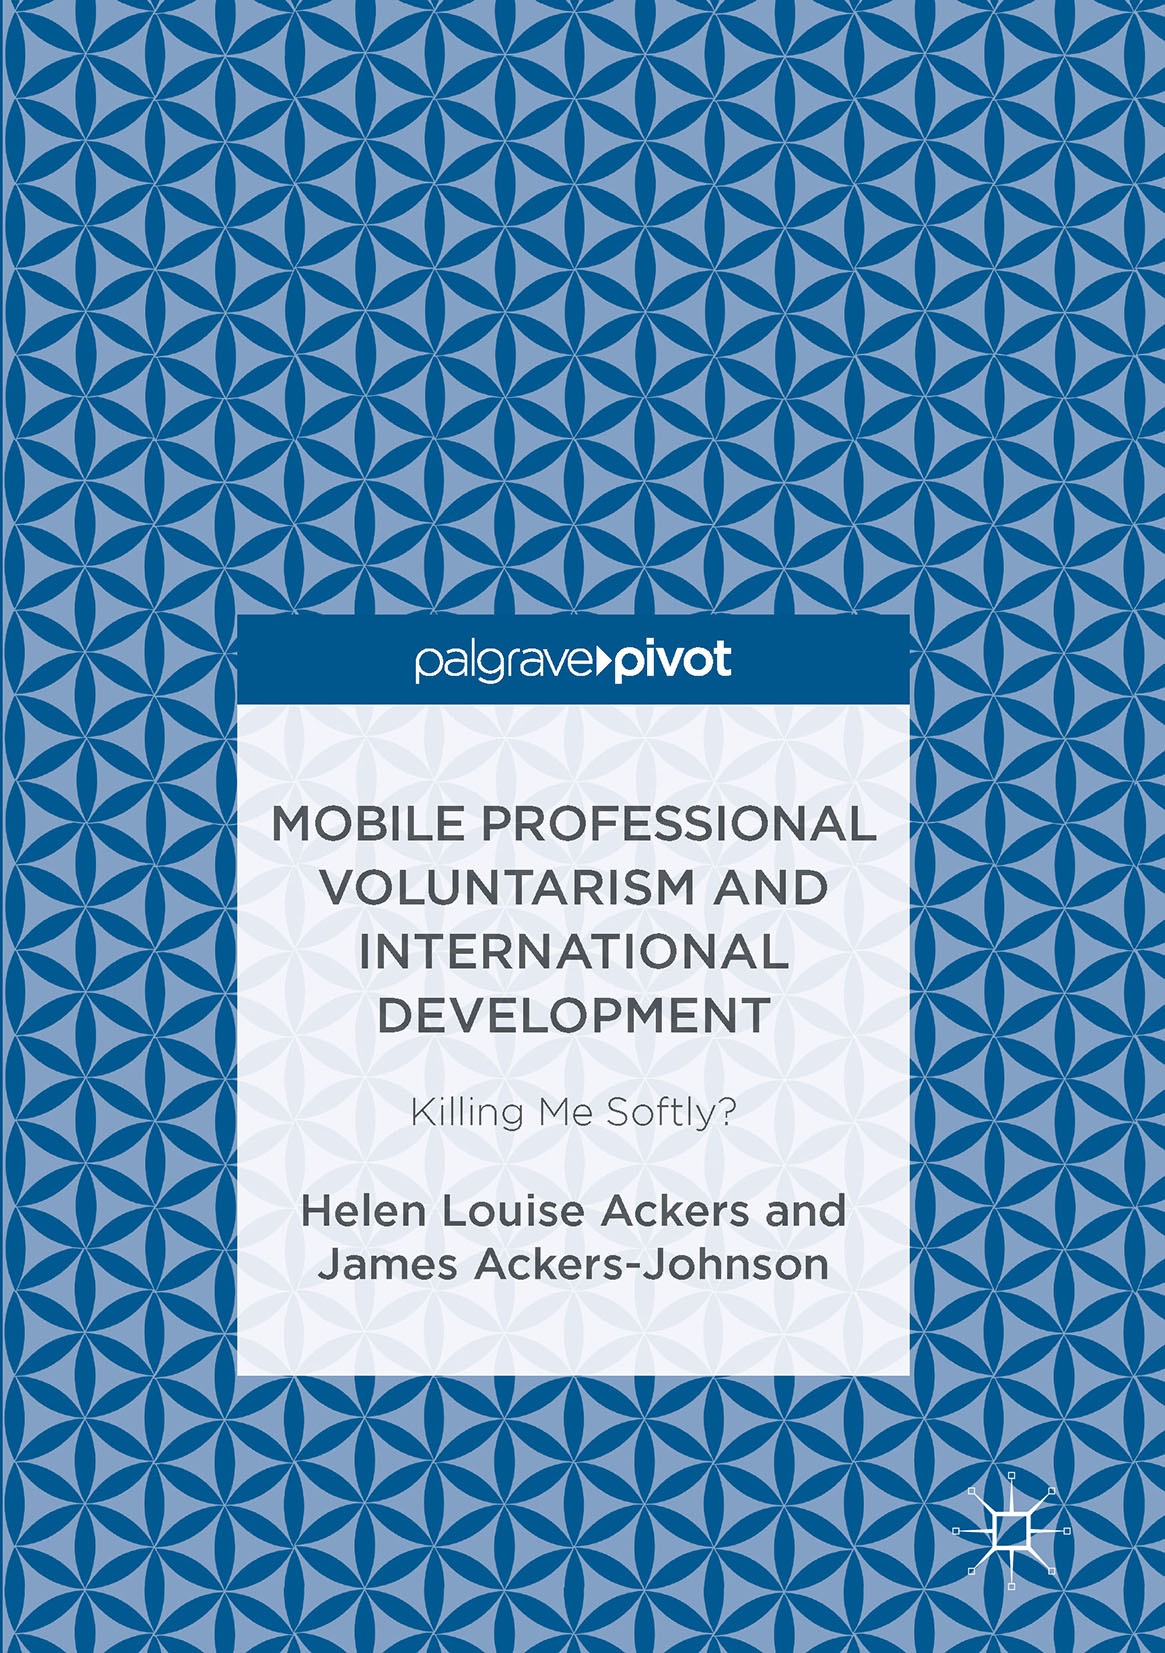 palgrave▸pivot
MOBILE PROFESSIONAL
VOLUNTARISM AND
INTERNATIONAL
DEVELOPMENT
Killing Me Softly?
Helen Louise Ackers and
James Ackers-Johnson